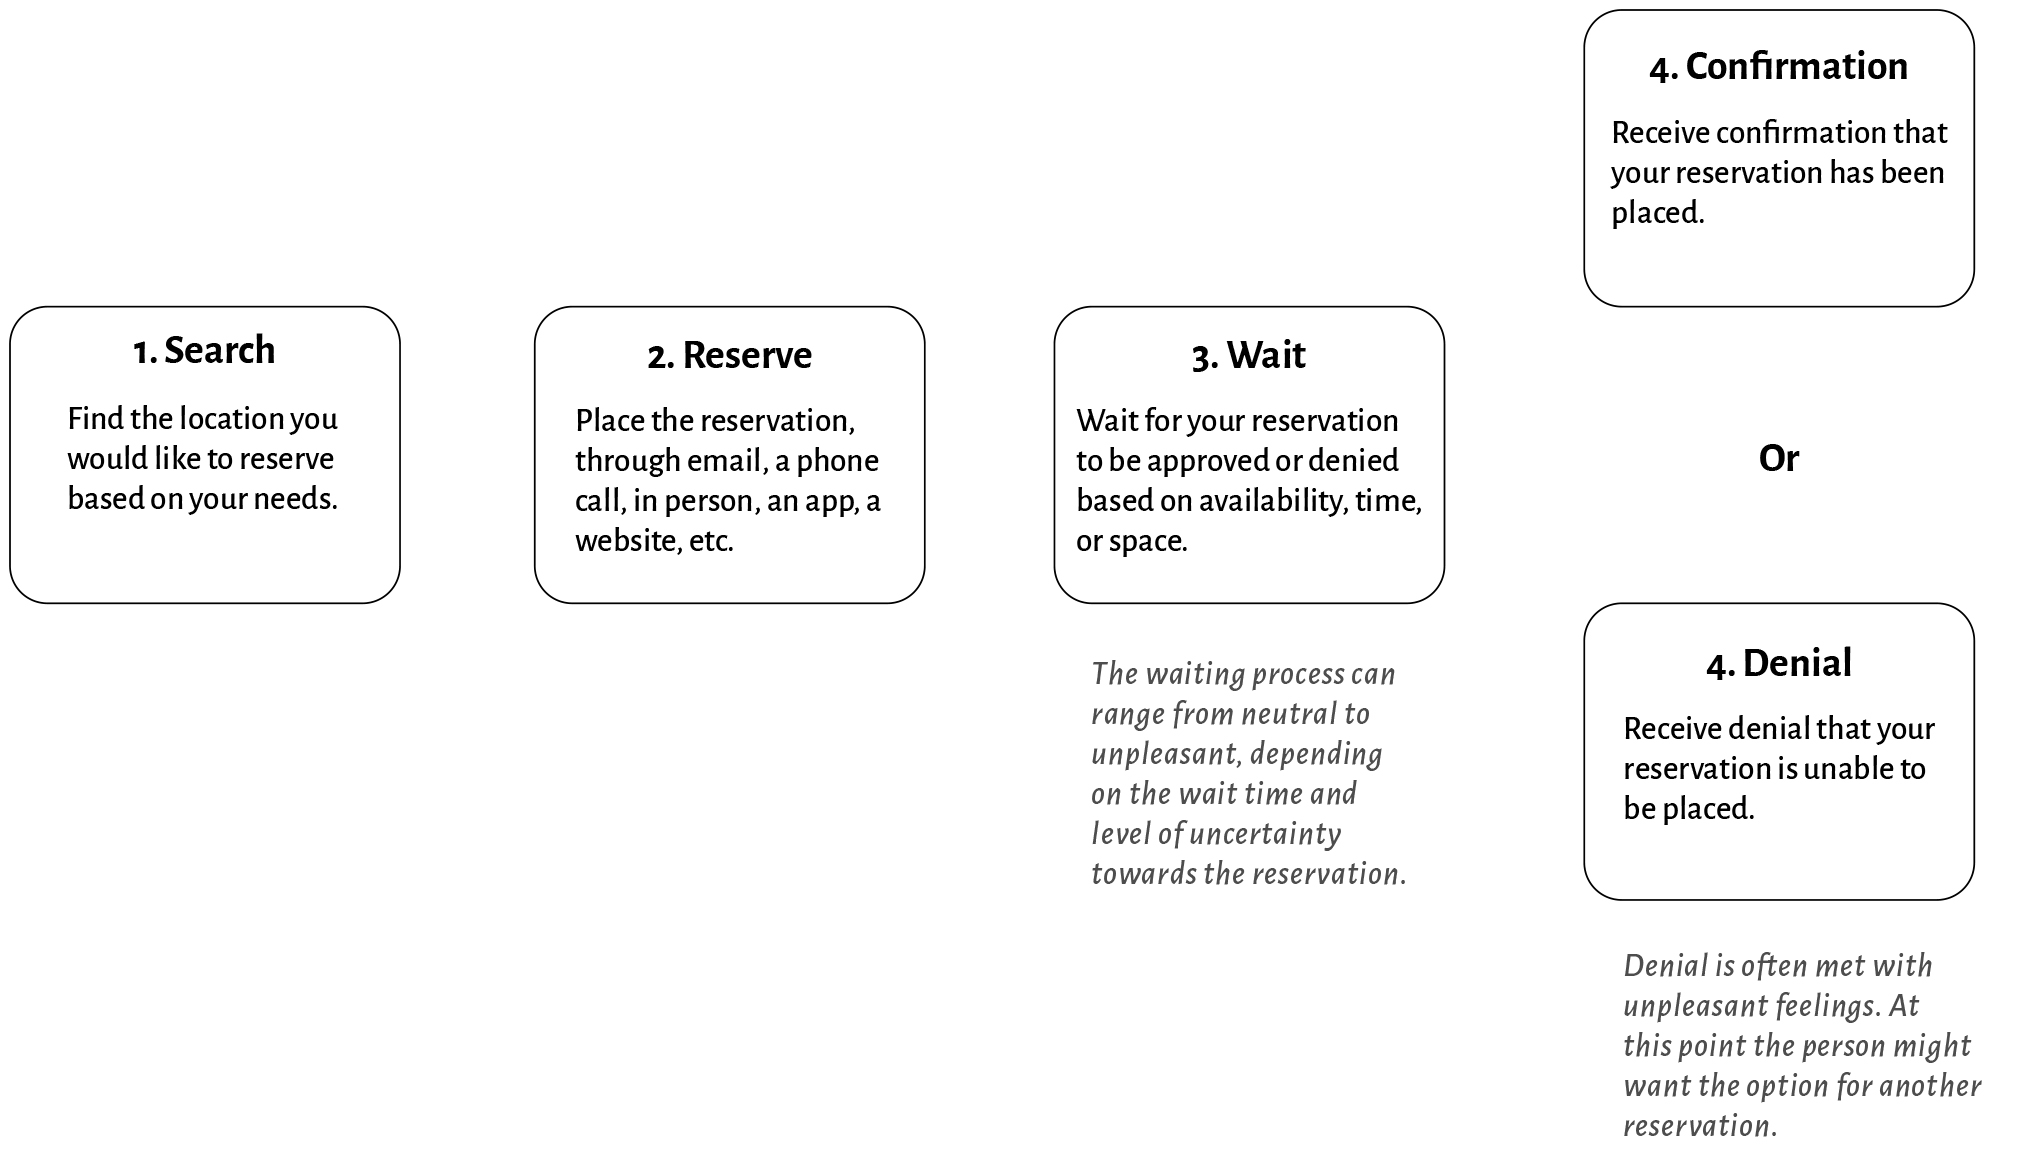 1. Search
Find the location you
would like to reserve
based on your needs.
2. Reserve
Place the reservation,
through email, a phone
call, in person, an app, a
website, etc.
3. Wait
Wait for your reservation
to be approved or denied
based on availability, time,
or space.
The waiting process can
range from neutral to
unpleasant, depending
on the wait time and
level of uncertainty
towards the reservation.
4. Confirmation
Receive confirmation that
your reservation has been
placed.
Or
4. Denial
Receive denial that your
reservation is unable to
be placed.
Denial is often met with
unpleasant feelings. At
this point the person might
want the option for another
reservation.